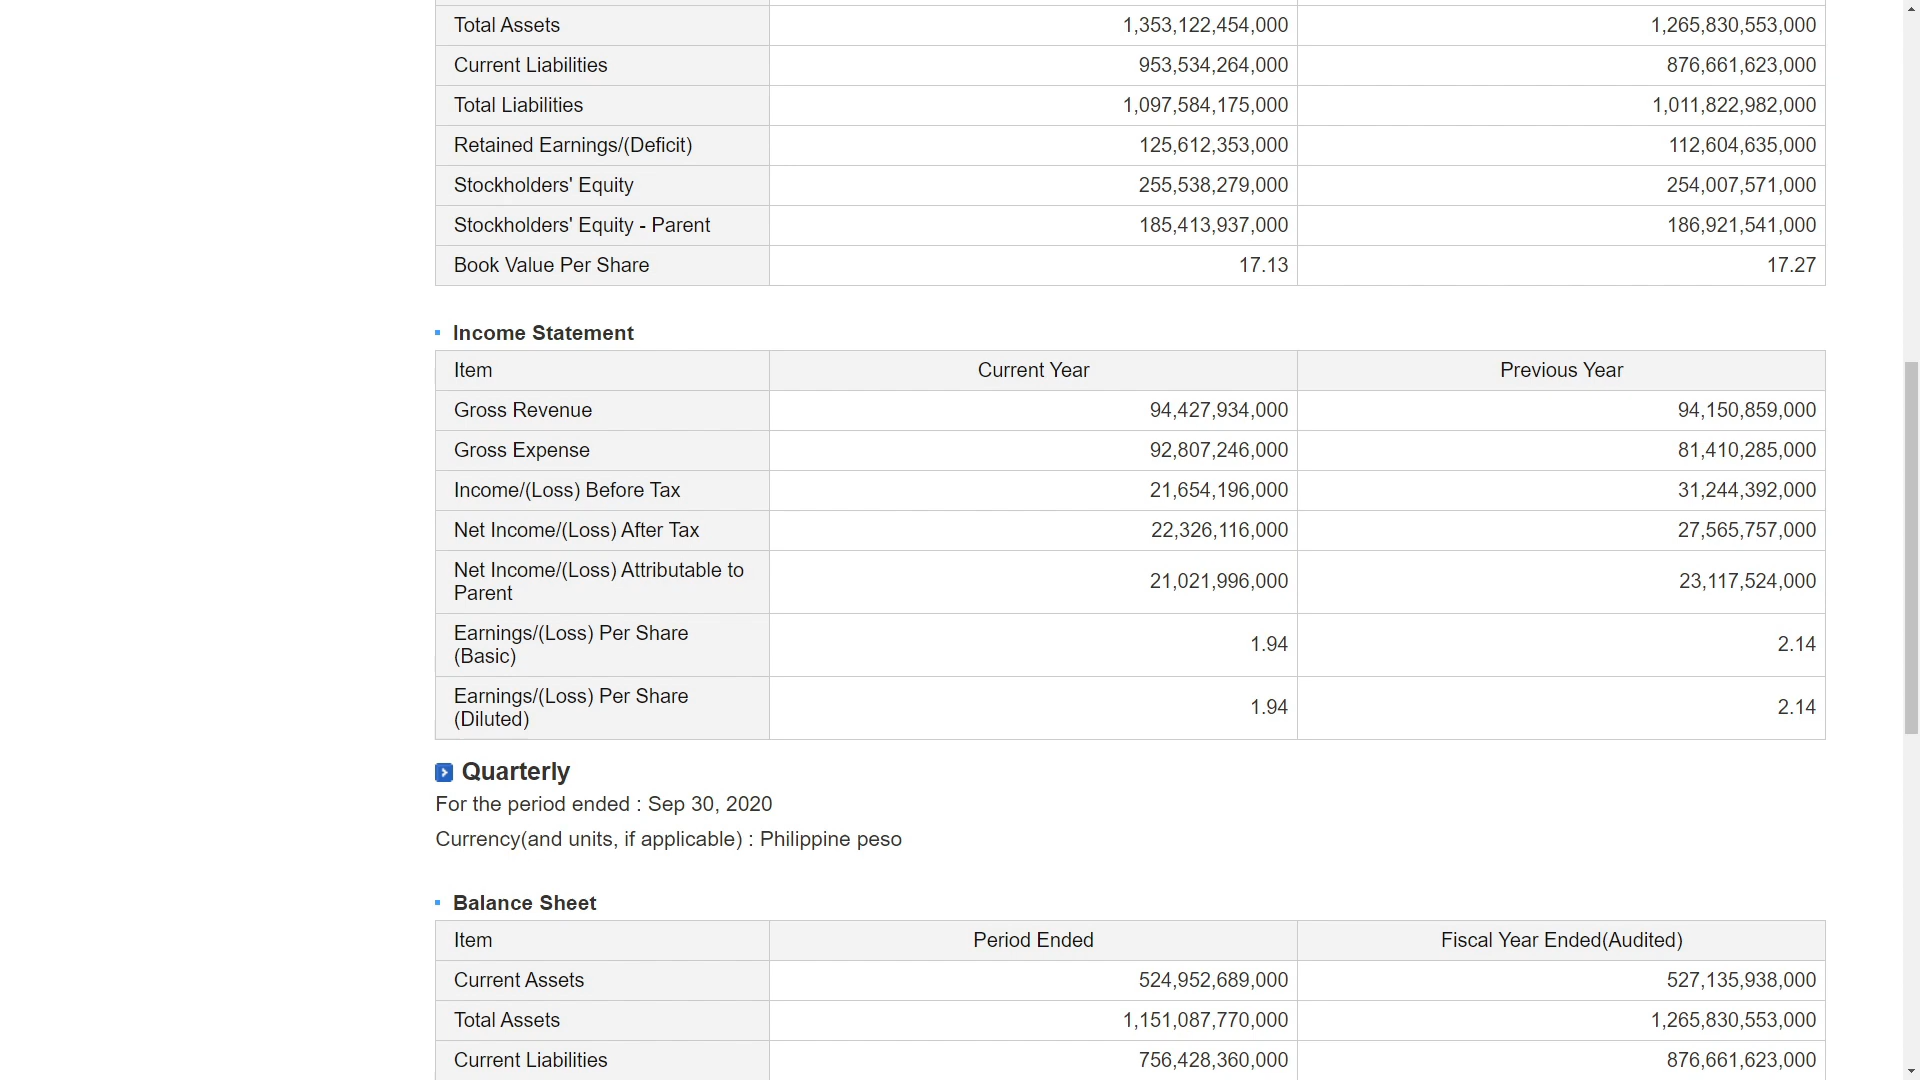 Total Assets 1,353,122,454,000 1,265,830,553,000
Current Liabilities 953,534,264,000 876,661,623,000
Total Liabilities 1,097,584,175,000 1,011,822,982,000
Retained Earnings/(Deficit) 125,612,353,000 112,604,635,000
Stockholders' Equity 255,538,279,000 254,007,571,000
Stockholders' Equity - Parent 185,413,937,000 186,921,541,000
Book Value Per Share 17.13 17.27
Income Statement
Item Current Year Previous Year
Gross Revenue 94,427,934,000 94,150,859,000
Gross Expense 92,807,246,000 81,410,285,000
Income/(Loss) Before Tax 21,654,196,000 31,244,392,000
Net Income/(Loss) After Tax 22,326,116,000 27,565,757,000
Net Income/(Loss) Attributable to
Parent 21,021,996,000 23,117,524,000
Earnings/(Loss) Per Share
(Basic) 1.94 2.14
Earnings/(Loss) Per Share
(Diluted) 1.94 2.14
Quarterly
For the period ended : Sep 30, 2020
Currency(and units, if applicable) : Philippine peso
Balance Sheet
Item Period Ended Fiscal Year Ended(Audited)
Current Assets 524,952,689,000 527,135,938,000
Total Assets 1,151,087,770,000 1,265,830,553,000
Current Liabilities 756,428,360,000 876,661,623,000